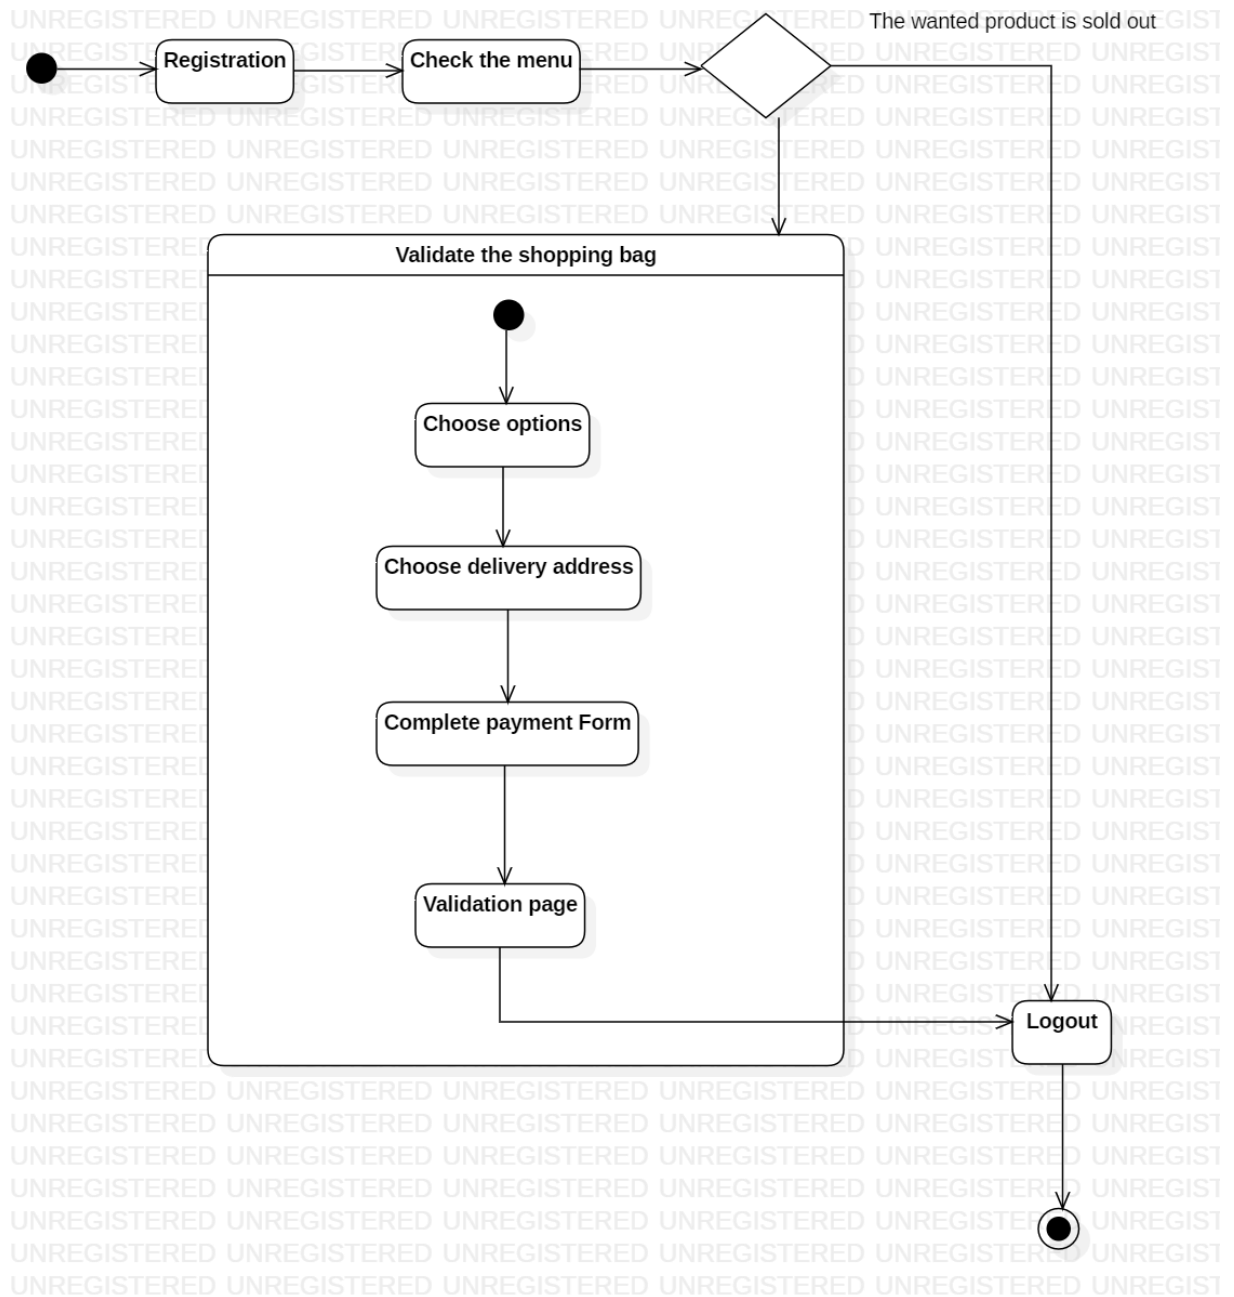 The wanted product is sold out
Registration
Check the menu
Validate the shopping bag
Choose options
Choose delivery address
Complete payment Form
Validation page
Logout
UNREGISTERED